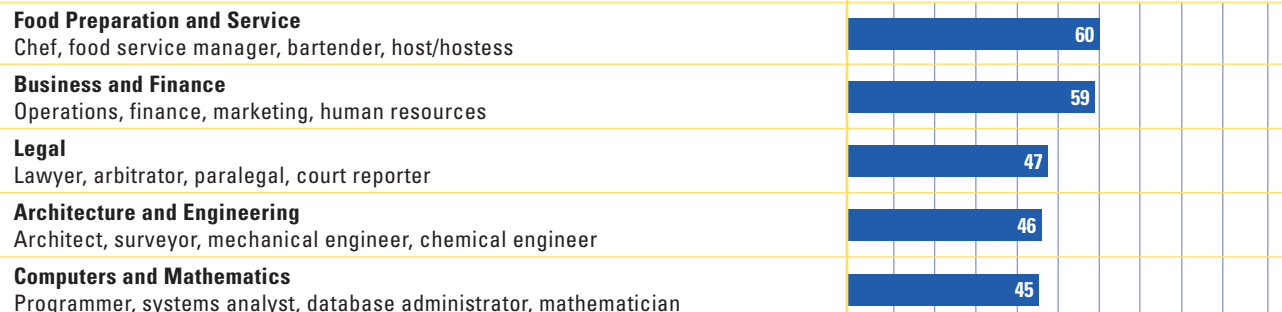 Food Preparation and Service
Chef, food service manager, bartender, host/hostess
60
Business and Finance
Operations, finance, marketing, human resources
59
Legal
Lawyer, arbitrator, paralegal, court reporter
47
Architecture and Engineering
Architect, surveyor, mechanical engineer, chemical engineer
46
Computers and Mathematics
Programmer, systems analyst, database administrator, mathematician
45